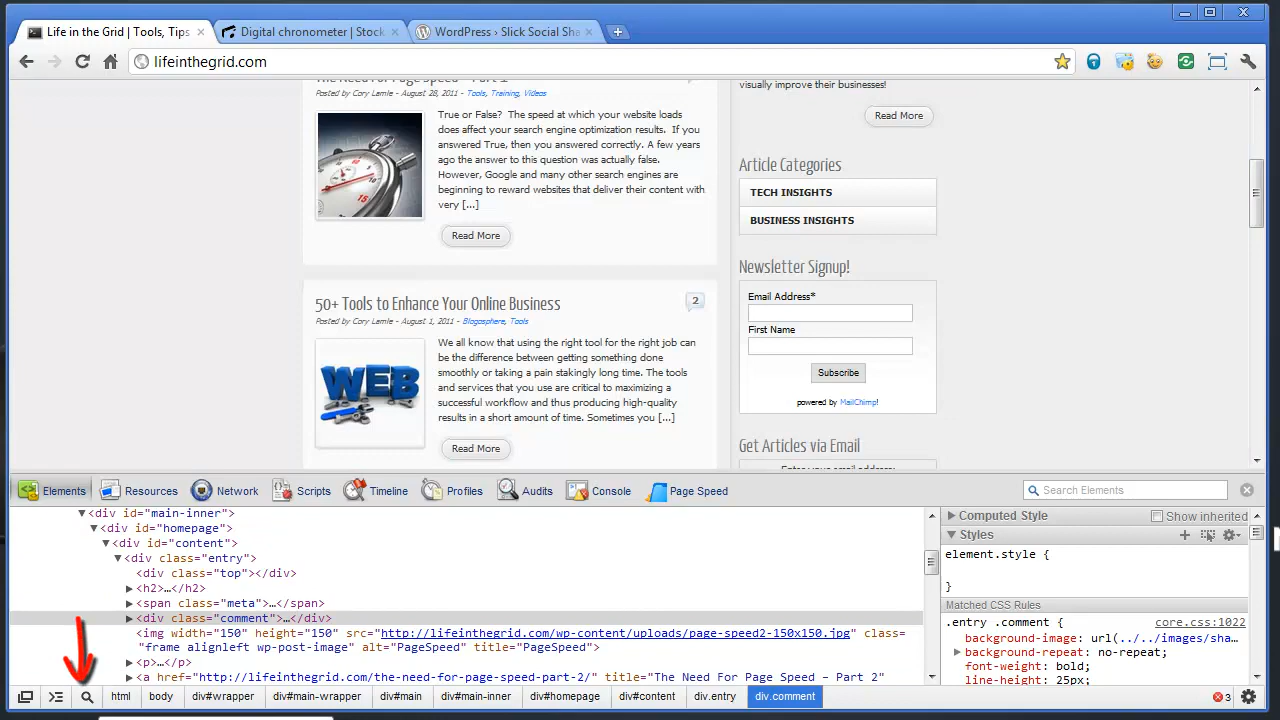 Life in the Grid | Tools, Tips
Digital chronometer | Stock
WordPress › Slick Social Sha
lifeinthegrid.com
The Need For Page Speed - Part 2
Posted by Cory Lamle - August 28, 2011 - Tools, Training, Videos
True or False? The speed at which your website loads
does affect your search engine optimization results. If you
answered True, then you answered correctly. A few years
ago the answer to this question was actually false.
However, Google and many other search engines are
beginning to reward websites that deliver their content with
very [...]
Read More
50+ Tools to Enhance Your Online Business
2
Posted by Cory Lamle - August 1, 2011 - Blogosphere, Tools
WEB
We all know that using the right tool for the right job can
be the difference between getting something done
smoothly or taking a pain stakingly long time. The tools
and services that you use are critical to maximizing a
successful workflow and thus producing high-quality
results in a short amount of time. Sometimes you [...]
Read More
visually improve their businesses!
Read More
Article Categories
TECH INSIGHTS
BUSINESS INSIGHTS
Newsletter Signup!
Email Address*
First Name
Subscribe
powered by MailChimp!
Get Articles via Email
Enter your email address:
Elements
Resources
Network
Scripts
Timeline
Profiles
Audits
Console
Page Speed
Search Elements
▼<div id="main-inner">
▼<div id="homepage">
▼<div id="content">
▼<div class="entry">
<div class="top"></div>
▶<h2>…</h2>
▶<span class="meta">…</span>
▶<div class="comment">…</div>
<img width="150" height="150" src="http://lifeinthegrid.com/wp-content/uploads/page-speed2-150x150.jpg" class=
"frame alignleft wp-post-image" alt="PageSpeed" title="PageSpeed">
▶<p>…</p>
▶<a href="http://lifeinthegrid.com/the-need-for-page-speed-part-2/" title="The Need For Page Speed – Part 2"
▶ Computed Style
Show inherited
▼ Styles
element.style {
}
Matched CSS Rules
.entry .comment {
core.css:1022
background-image: url(../../images/sha…
▶ background-repeat: no-repeat;
font-weight: bold;
line-height: 25px;
html
body
div#wrapper
div#main-wrapper
div#main
div#main-inner
div#homepage
div#content
div.entry
div.comment
3